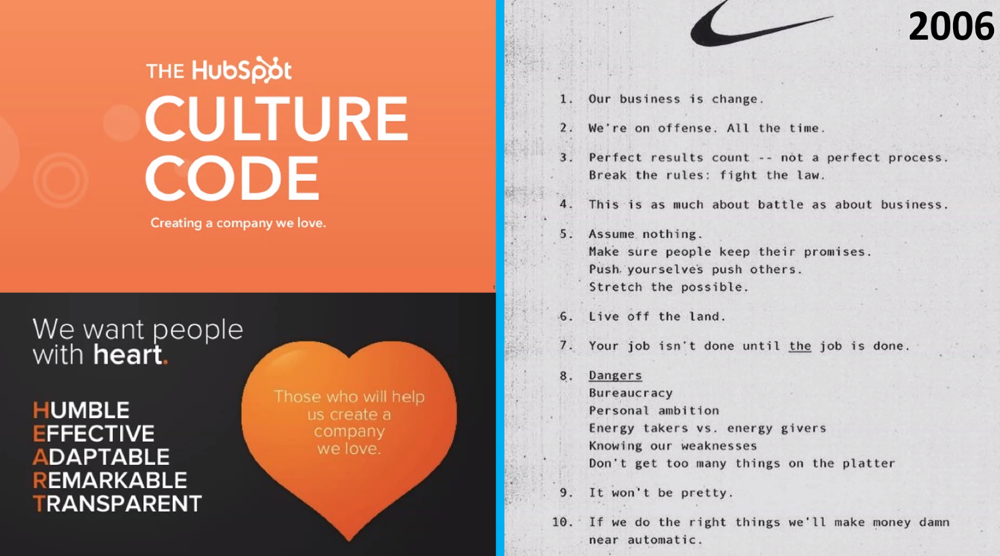 THE HubSpot
CULTURE
CODE
Creating a company we love.
1
We want people
with heart.
HUMBLE
EFFECTIVE
ADAPTABLE
REMARKABLE
TRANSPARENT
Those who will help
us create a
company
we love.
2006
1. Our business is change.
2. We're on offense. All the time.
3. Perfect results count -- not a perfect process.
Break the rules: fight the law.
4. This is as much about battle as about business.
5. Assume nothing.
Make sure people keep their promises.
Push yourselves push others.
Stretch the possible.
6. Live off the land.
7. Your job isn't done until the job is done.
8. Dangers
Bureaucracy
Personal ambition
Energy takers vs. energy givers
Knowing our weaknesses
Don't get too many things on the platter
9. It won't be pretty.
10. If we do the right things we'll make money damn
near automatic.